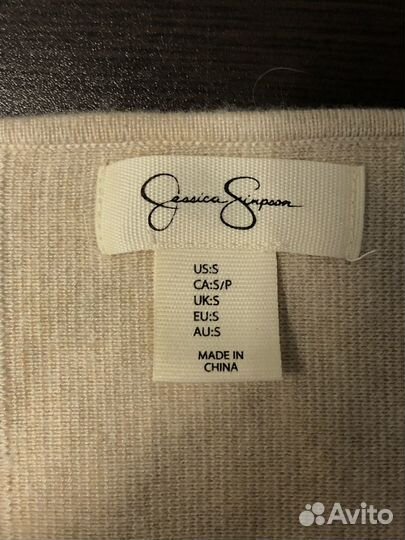 Jessica Simpson
US:S
CA:S/P
UK:S
EU:S
AU:S
MADE IN
CHINA
Avito